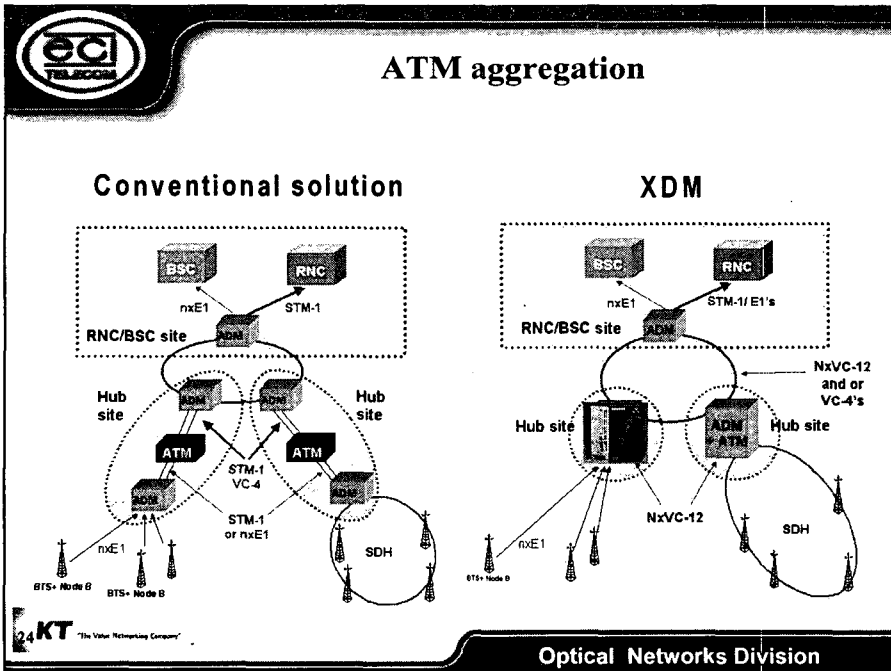 eci
TELECOM
ATM aggregation
Conventional solution
BSC
RNC
nxE1
STM-1
RNC/BSC site
ADM
Hub
site
ADM
ADM
Hub
site
ATM
ATM
STM-1
VC-4
ADM
ADM
STM-1
or nxE1
nxE1
SDH
BTS+ Node B
BTS+ Node B
XDM
BSC
RNC
nxE1
STM-1/ E1's
RNC/BSC site
ADM
NxVC-12
and or
VC-4's
Hub site
ADM
+ ATM
Hub site
NxVC-12
nxE1
SDH
BTS+ Node B
24 KT "The Value Networking Company"
Optical Networks Division